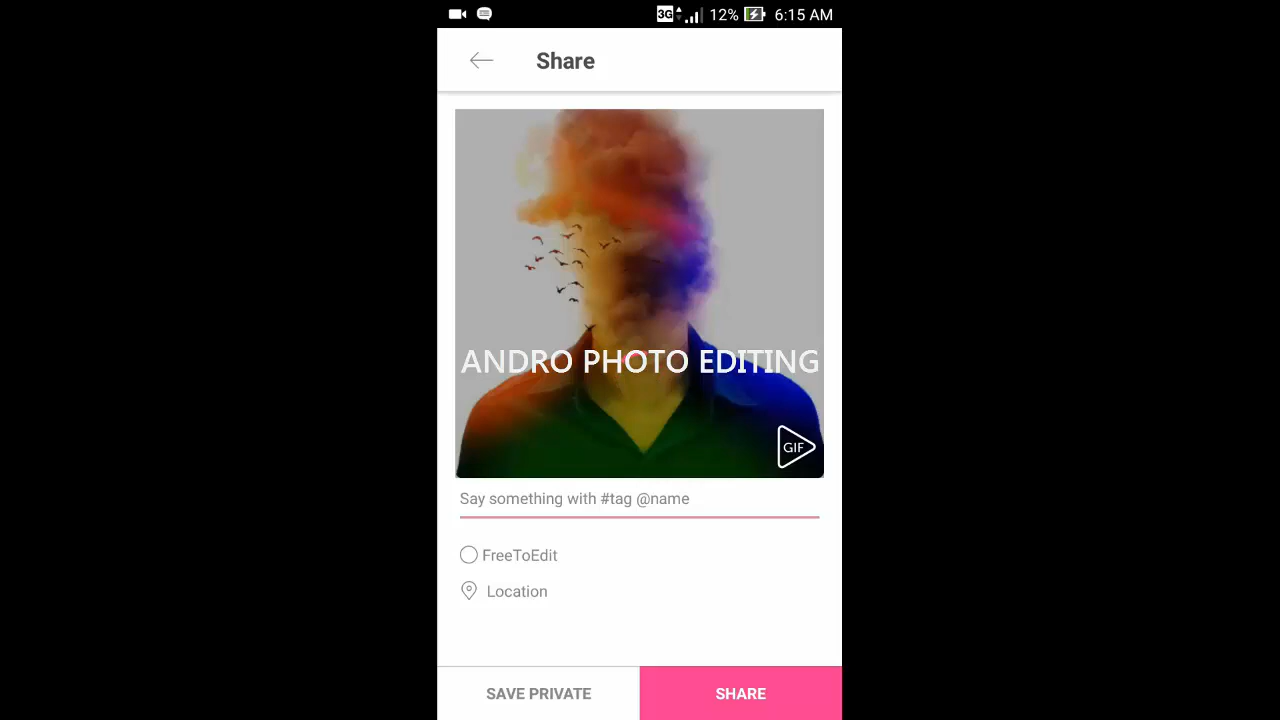 3G 12% 6:15 AM
Share
ANDRO PHOTO EDITING
GIF
Say something with #tag @name
FreeToEdit
Location
SAVE PRIVATE SHARE